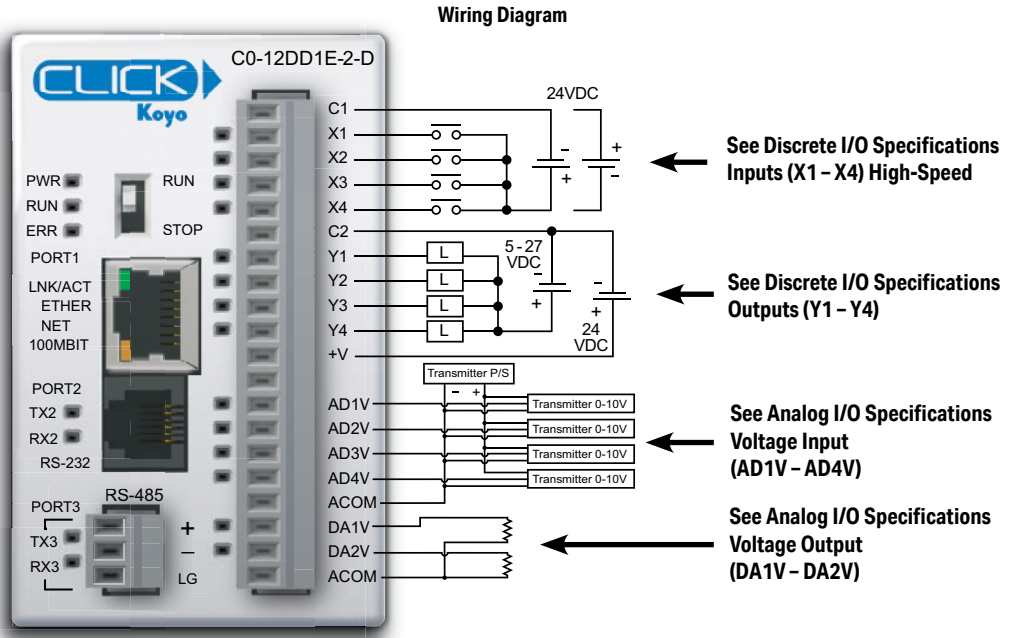 Wiring Diagram
C0-12DD1E-2-D
CLICK
Koyo
PWR
RUN
ERR
RUN
STOP
PORT1
LNK/ACT
ETHER
NET
100MBIT
PORT2
TX2
RX2
RS-232
RS-485
PORT3
TX3
RX3
+
–
LG
C1
X1
X2
X3
X4
C2
Y1
Y2
Y3
Y4
+V
AD1V
AD2V
AD3V
AD4V
ACOM
DA1V
DA2V
ACOM
24VDC
-
+
+
-
L
L
L
L
5-27
VDC
-
+
-
+
24
VDC
Transmitter P/S
- +
Transmitter 0-10V
Transmitter 0-10V
Transmitter 0-10V
Transmitter 0-10V
See Discrete I/O Specifications
Inputs (X1 – X4) High-Speed
See Discrete I/O Specifications
Outputs (Y1 – Y4)
See Analog I/O Specifications
Voltage Input
(AD1V – AD4V)
See Analog I/O Specifications
Voltage Output
(DA1V – DA2V)